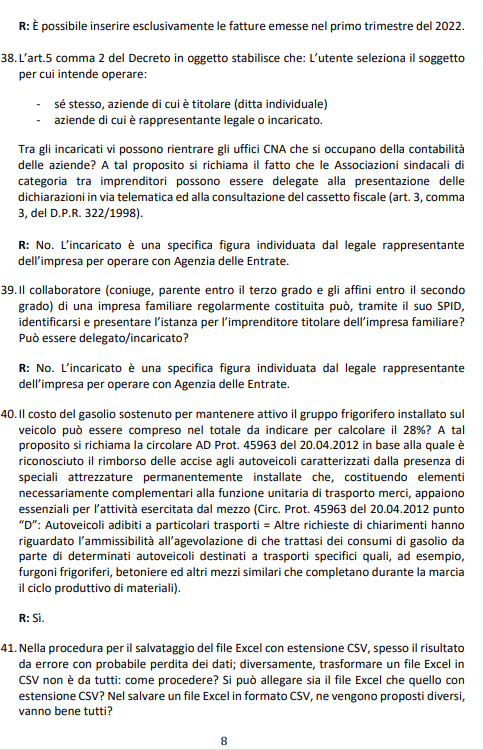 R: È possibile inserire esclusivamente le fatture emesse nel primo trimestre del 2022.
38. L'art.5 comma 2 del Decreto in oggetto stabilisce che: L'utente seleziona il soggetto
per cui intende operare:
- sé stesso, aziende di cui è titolare (ditta individuale)
- aziende di cui è rappresentante legale o incaricato.
Tra gli incaricati vi possono rientrare gli uffici CNA che si occupano della contabilità
delle aziende? A tal proposito si richiama il fatto che le Associazioni sindacali di
categoria tra imprenditori possono essere delegate alla presentazione delle
dichiarazioni in via telematica ed alla consultazione del cassetto fiscale (art. 3, comma
3, del D.P.R. 322/1998).
R: No. L'incaricato è una specifica figura individuata dal legale rappresentante
dell'impresa per operare con Agenzia delle Entrate.
39. Il collaboratore (coniuge, parente entro il terzo grado e gli affini entro il secondo
grado) di una impresa familiare regolarmente costituita può, tramite il suo SPID,
identificarsi e presentare l'istanza per l'imprenditore titolare dell'impresa familiare?
Può essere delegato/incaricato?
R: No. L'incaricato è una specifica figura individuata dal legale rappresentante
dell'impresa per operare con Agenzia delle Entrate.
40. Il costo del gasolio sostenuto per mantenere attivo il gruppo frigorifero installato sul
veicolo può essere compreso nel totale da indicare per calcolare il 28%? A tal
proposito si richiama la circolare AD Prot. 45963 del 20.04.2012 in base alla quale è
riconosciuto il rimborso delle accise agli autoveicoli caratterizzati dalla presenza di
speciali attrezzature permanentemente installate che, costituendo elementi
necessariamente complementari alla funzione unitaria di trasporto merci, appaiono
essenziali per l'attività esercitata dal mezzo (Circ. Prot. 45963 del 20.04.2012 punto
"D": Autoveicoli adibiti a particolari trasporti = Altre richieste di chiarimenti hanno
riguardato l'ammissibilità all'agevolazione di che trattasi dei consumi di gasolio da
parte di determinati autoveicoli destinati a trasporti specifici quali, ad esempio,
furgoni frigoriferi, betoniere ed altri mezzi similari che completano durante la marcia
il ciclo produttivo di materiali).
R: Sì.
41. Nella procedura per il salvataggio del file Excel con estensione CSV, spesso il risultato
da errore con probabile perdita dei dati; diversamente, trasformare un file Excel in
CSV non è da tutti: come procedere? Si può allegare sia il file Excel che quello con
estensione CSV? Nel salvare un file Excel in formato CSV, ne vengono proposti diversi,
vanno bene tutti?
8